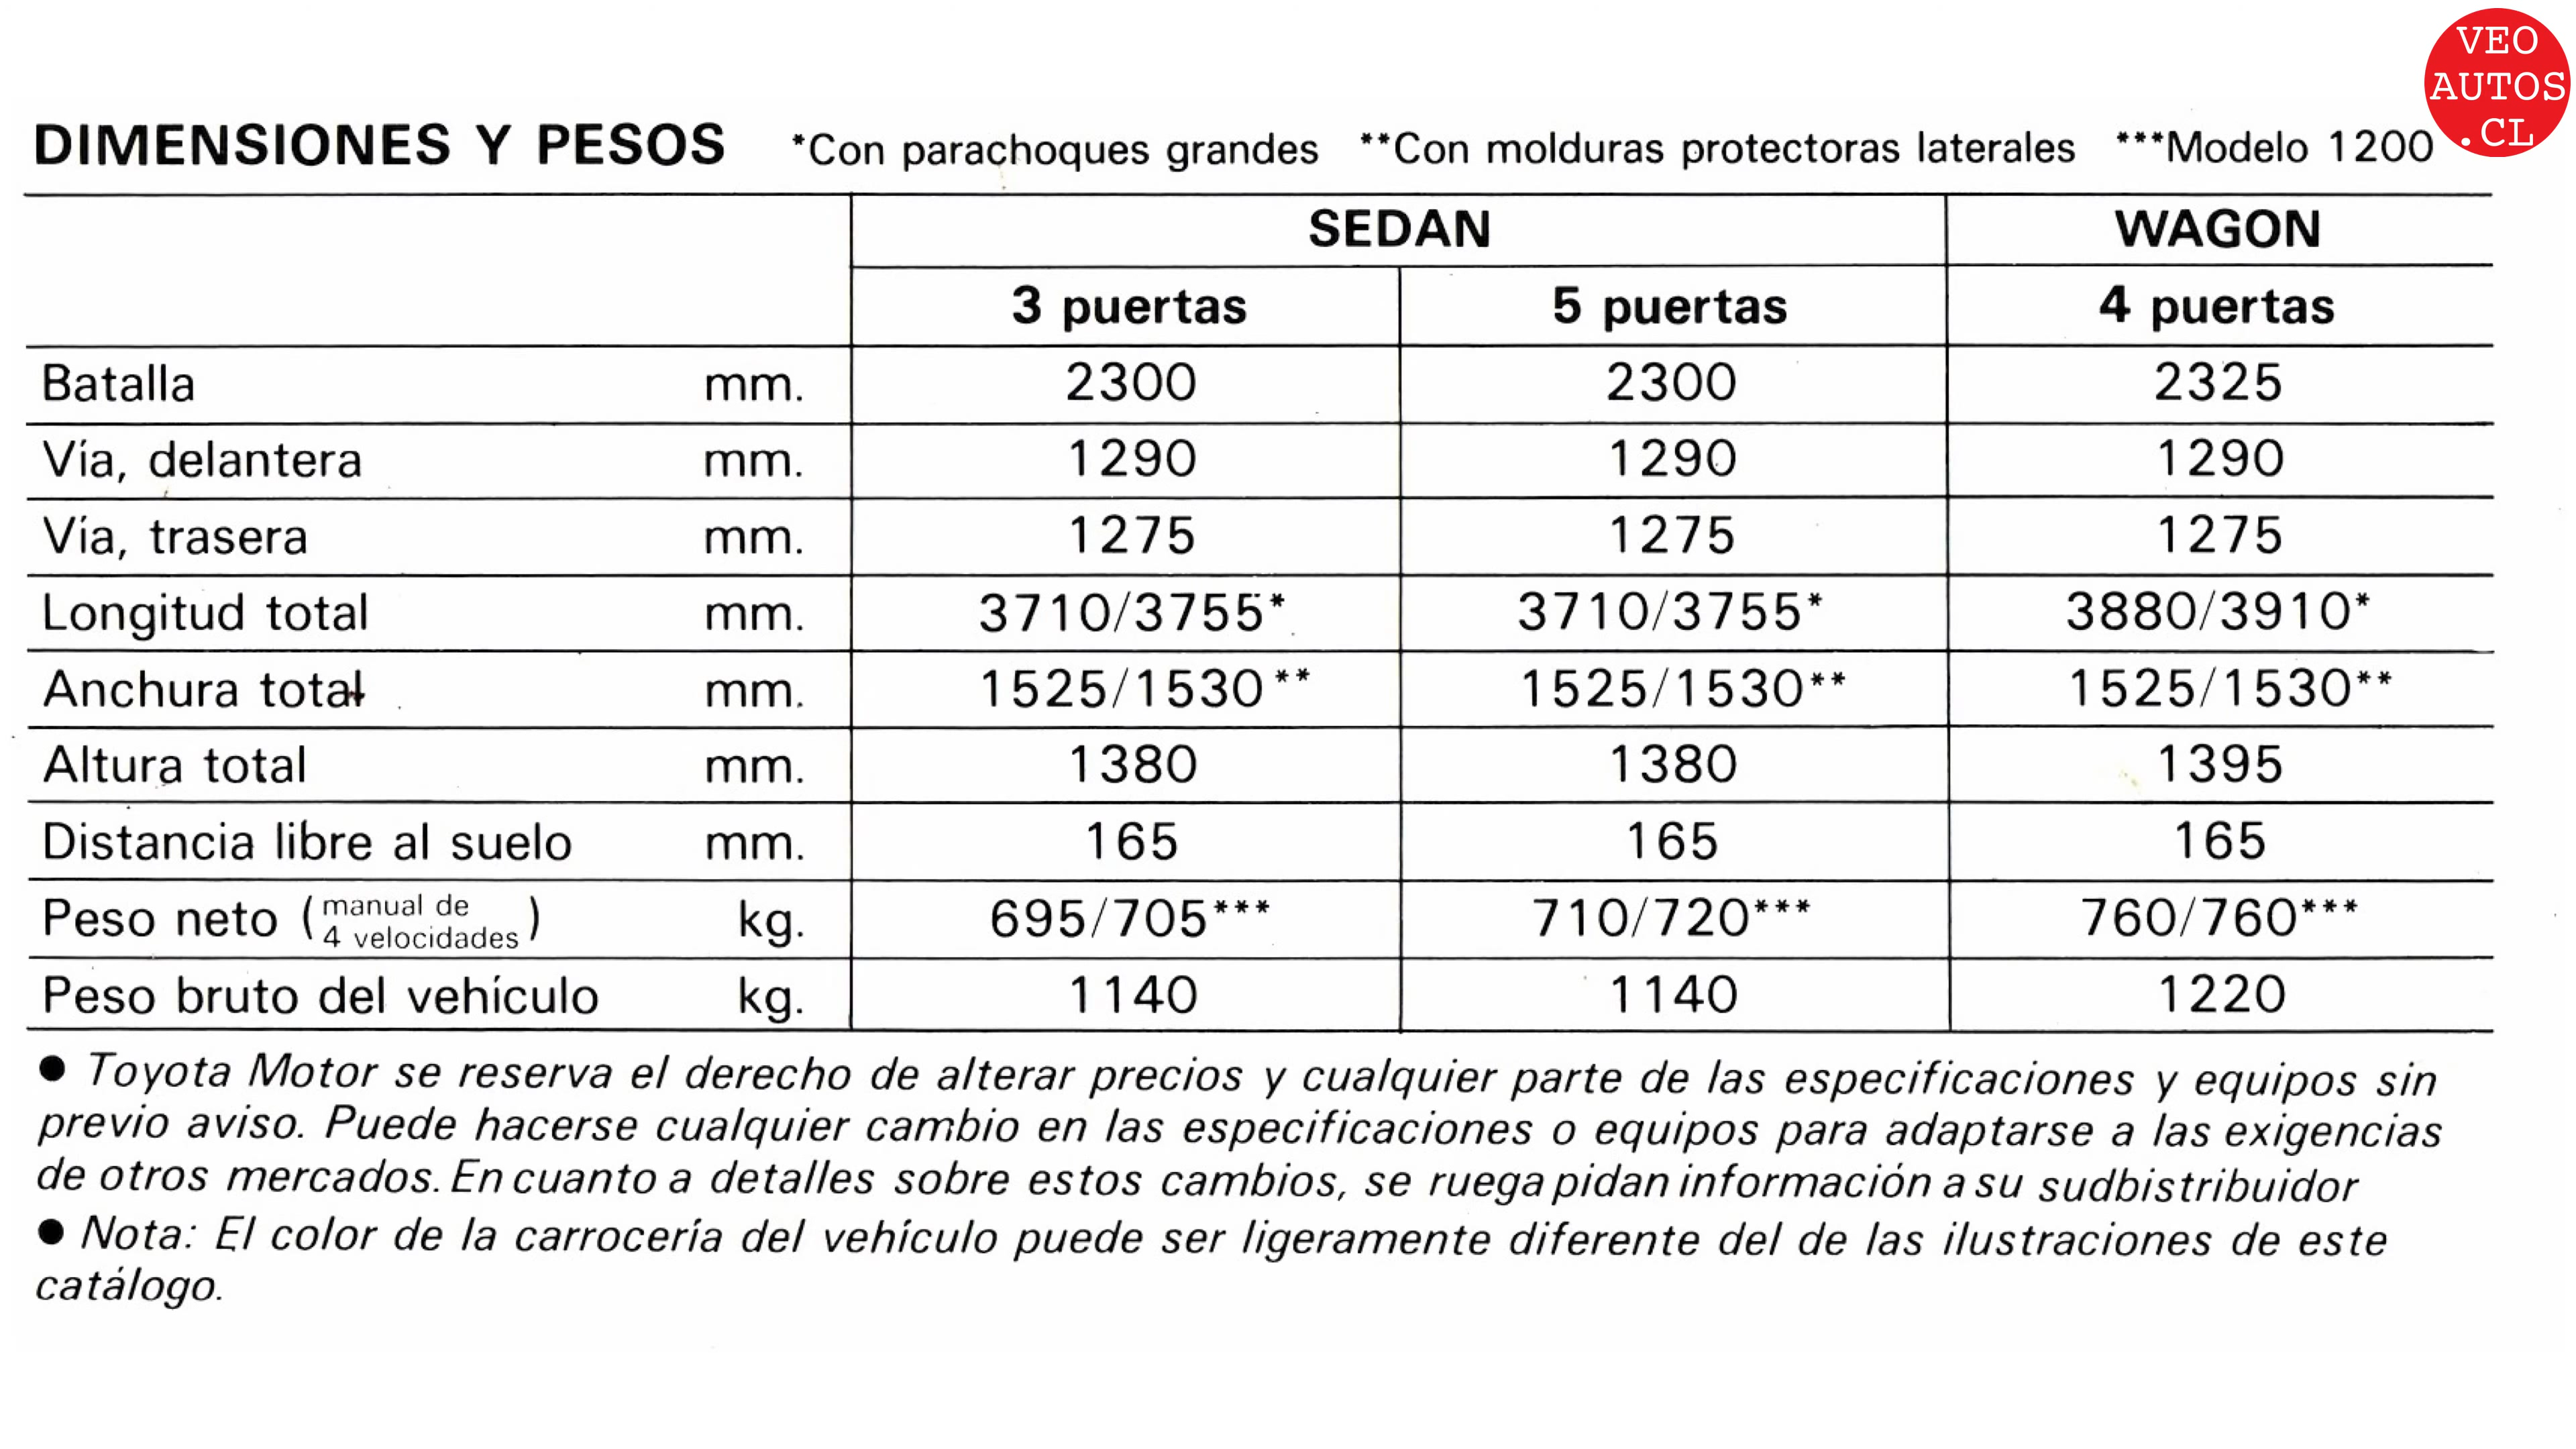 VEO
AUTOS
.CL
DIMENSIONES Y PESOS *Con parachoques grandes **Con molduras protectoras laterales ***Modelo 1200
SEDAN WAGON
3 puertas 5 puertas 4 puertas
Batalla mm. 2300 2300 2325
Vía, delantera mm. 1290 1290 1290
Vía, trasera mm. 1275 1275 1275
Longitud total mm. 3710/3755* 3710/3755* 3880/3910*
Anchura total mm. 1525/1530** 1525/1530** 1525/1530**
Altura total mm. 1380 1380 1395
Distancia libre al suelo mm. 165 165 165
Peso neto (manual de 4 velocidades) kg. 695/705*** 710/720*** 760/760***
Peso bruto del vehículo kg. 1140 1140 1220
● Toyota Motor se reserva el derecho de alterar precios y cualquier parte de las especificaciones y equipos sin
previo aviso. Puede hacerse cualquier cambio en las especificaciones o equipos para adaptarse a las exigencias
de otros mercados. En cuanto a detalles sobre estos cambios, se ruega pidan información a su sudbistribuidor
● Nota: El color de la carrocería del vehículo puede ser ligeramente diferente del de las ilustraciones de este
catálogo.